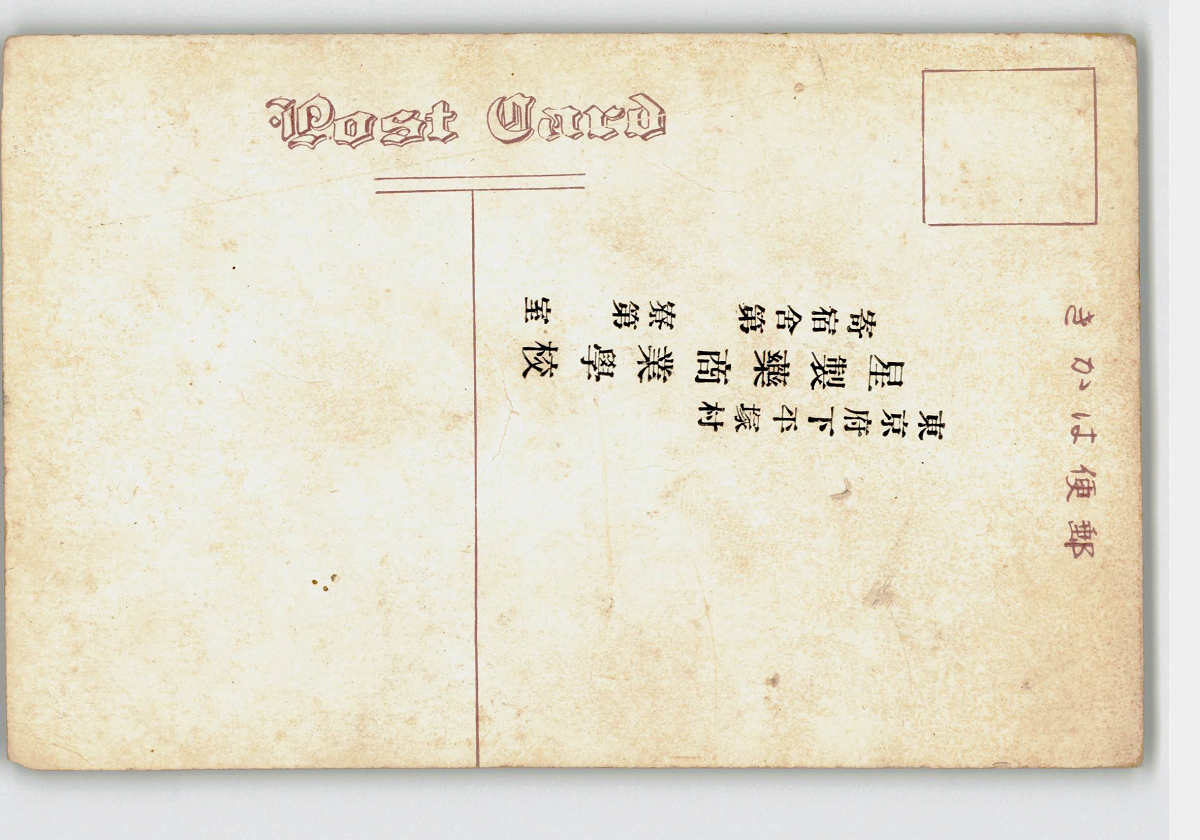 Post Card
郵便はかき
東京府下平塚村
星製藥商業學校
寄宿舍第 寮第 室